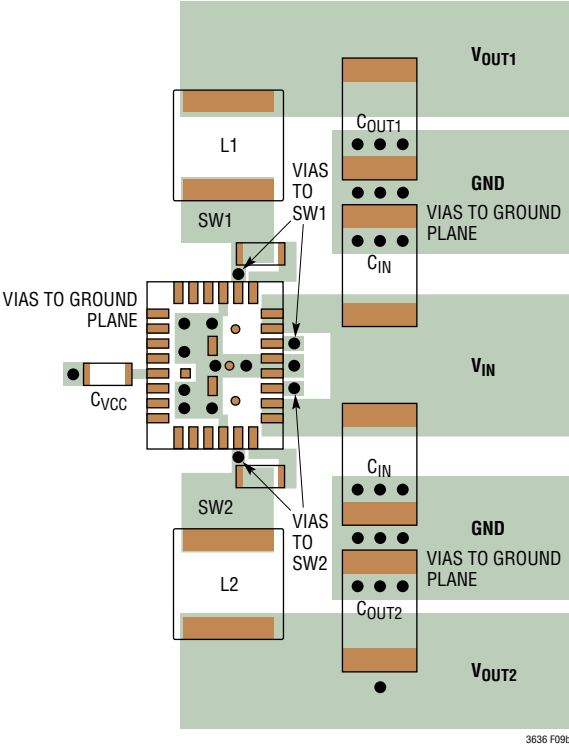 VOUT1
COUT1
L1
VIAS
TO
SW1
GND
VIAS TO GROUND
PLANE
SW1
CIN
VIAS TO GROUND
PLANE
VIN
CVCC
CIN
SW2
VIAS
TO
SW2
GND
VIAS TO GROUND
PLANE
L2
COUT2
VOUT2
3636 F09b